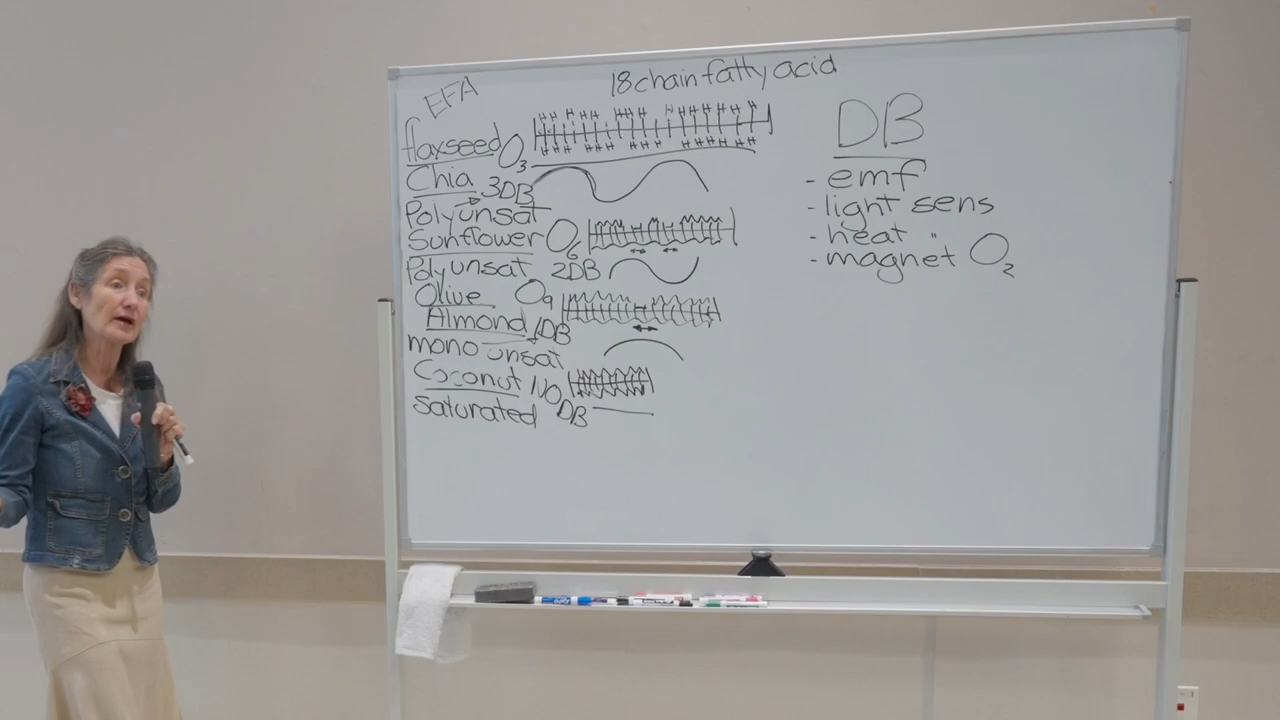 18 chain fatty acid
EFA
flaxseed O3
Chia 3DB
Polyunsat
Sunflower O6
Polyunsat 2DB
Olive O9
Almond 1DB
mono unsat
Coconut NO
saturated DB
DB
- emf
- light sens
- heat "
- magnet O2